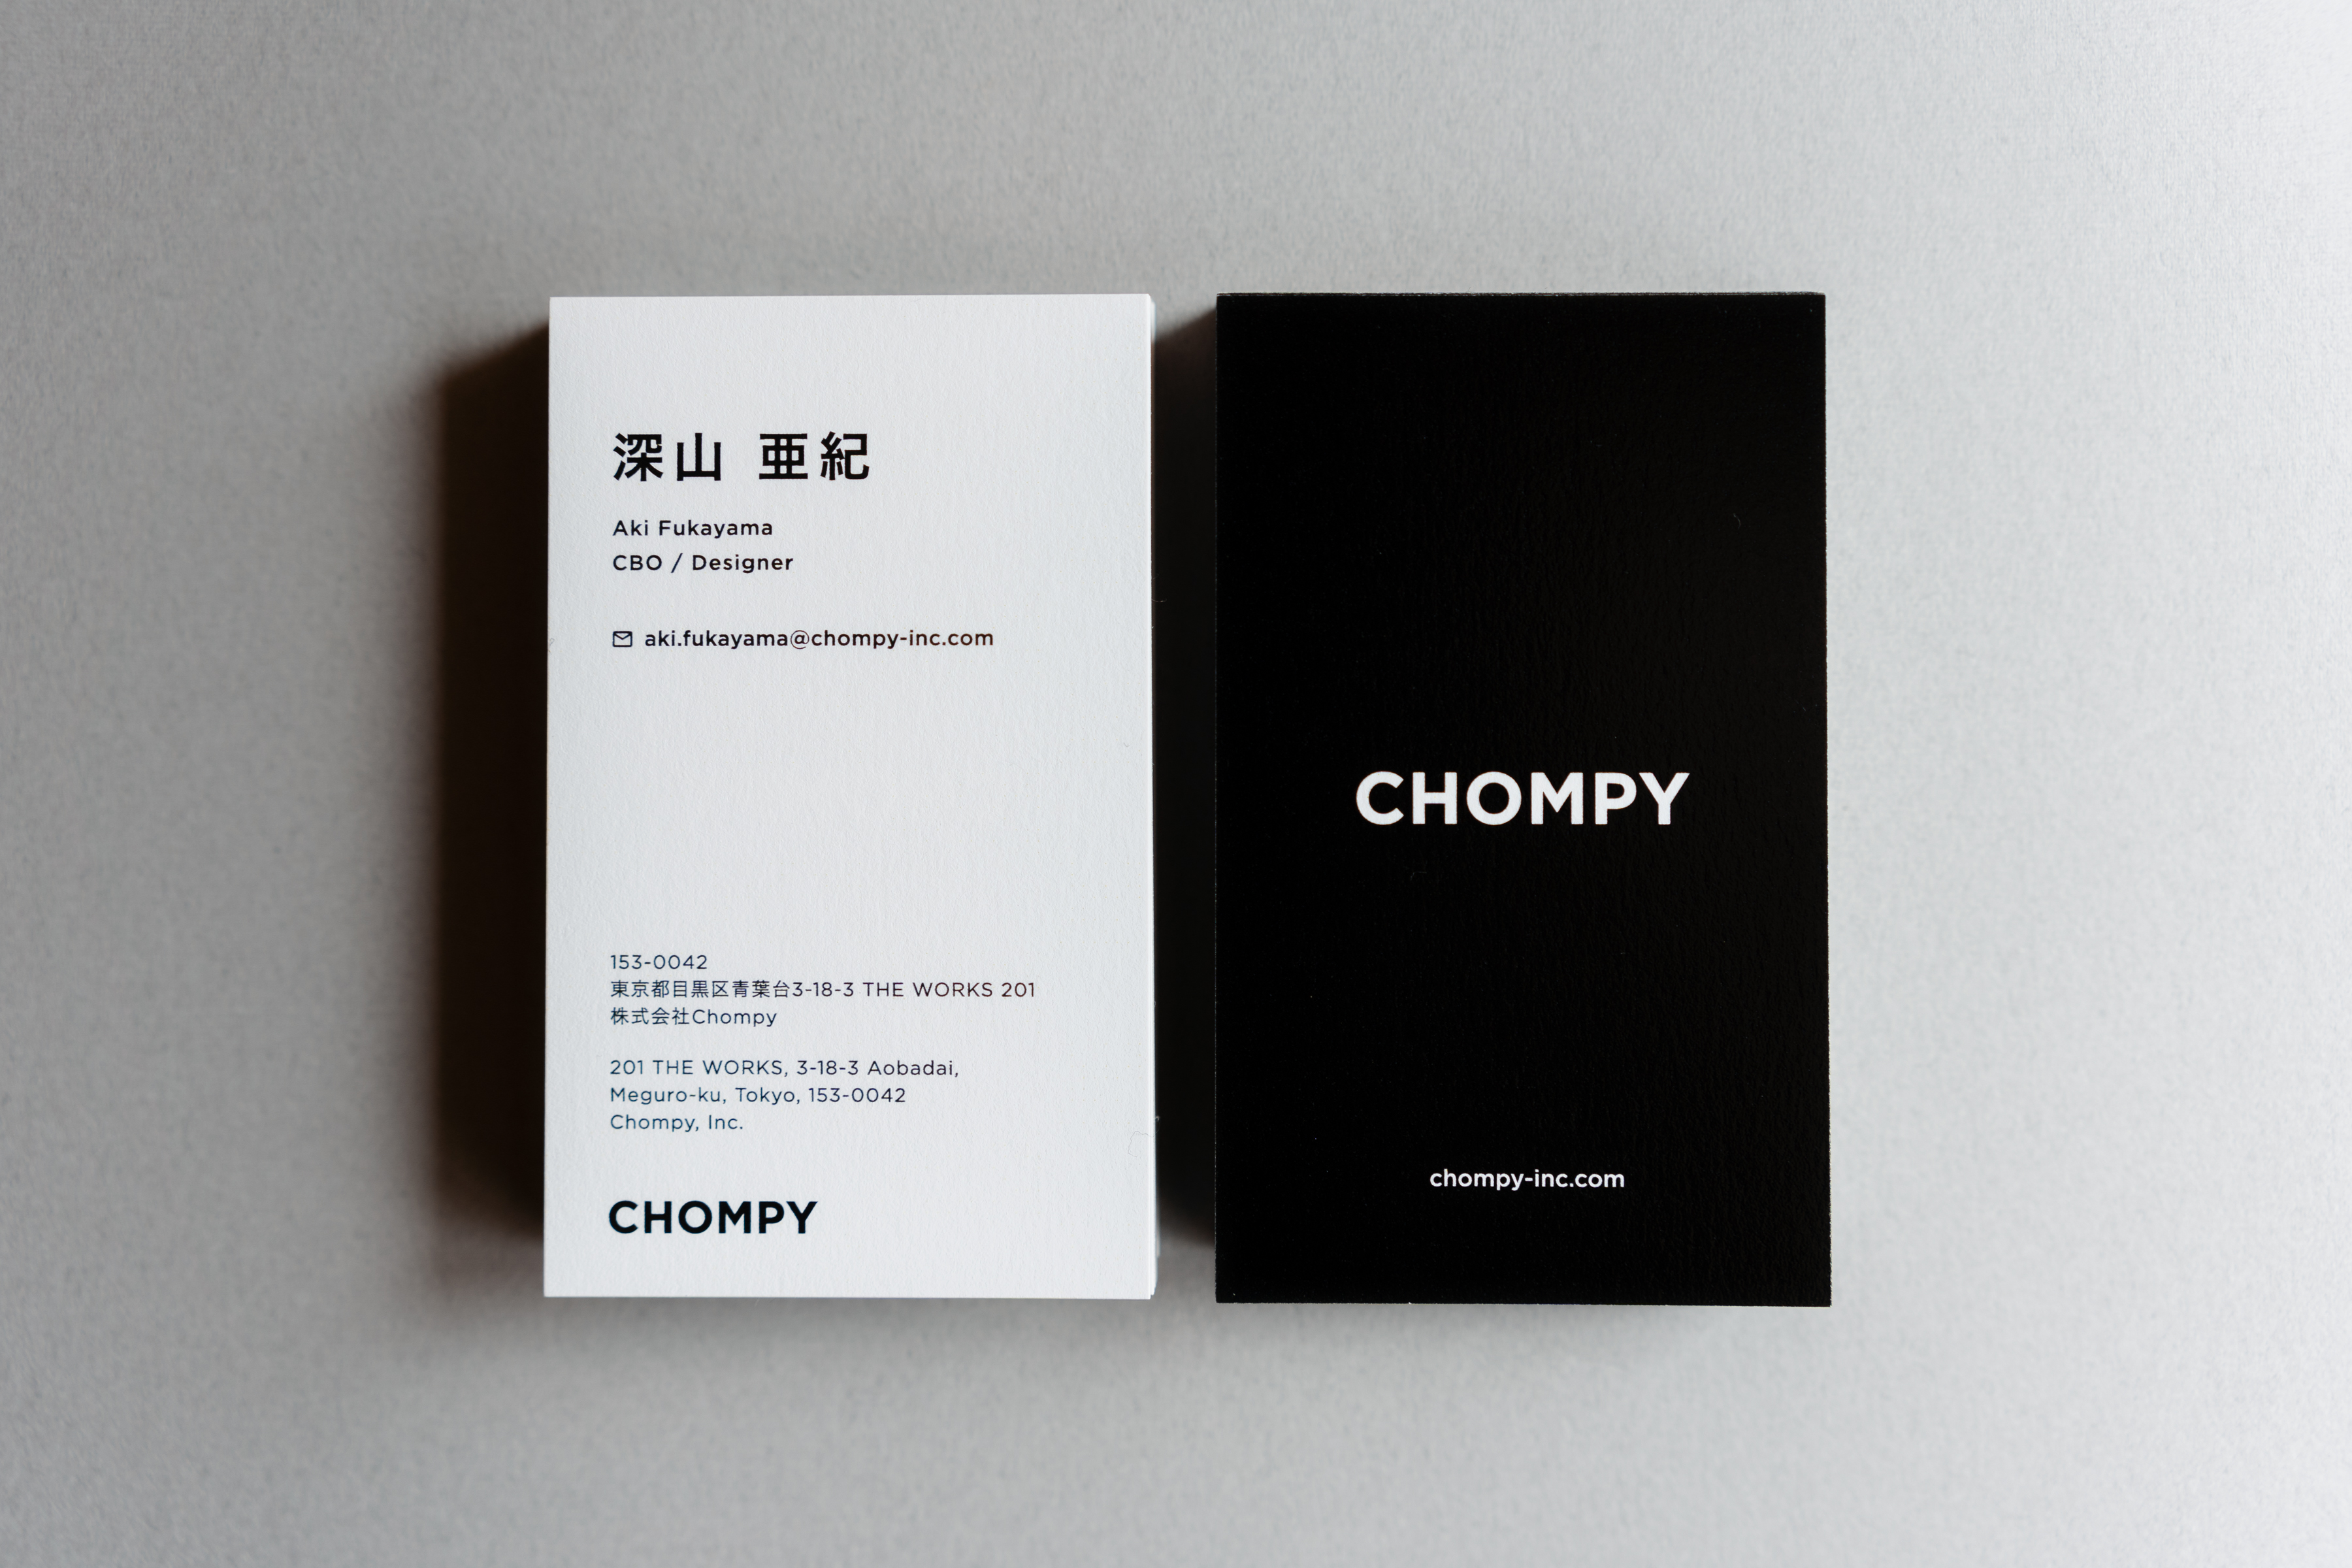 深山 亜紀
Aki Fukayama
CBO / Designer
aki.fukayama@chompy-inc.com
153-0042
東京都目黒区青葉台3-18-3 THE WORKS 201
株式会社Chompy
201 THE WORKS, 3-18-3 Aobadai,
Meguro-ku, Tokyo, 153-0042
Chompy, Inc.
CHOMPY
CHOMPY
chompy-inc.com